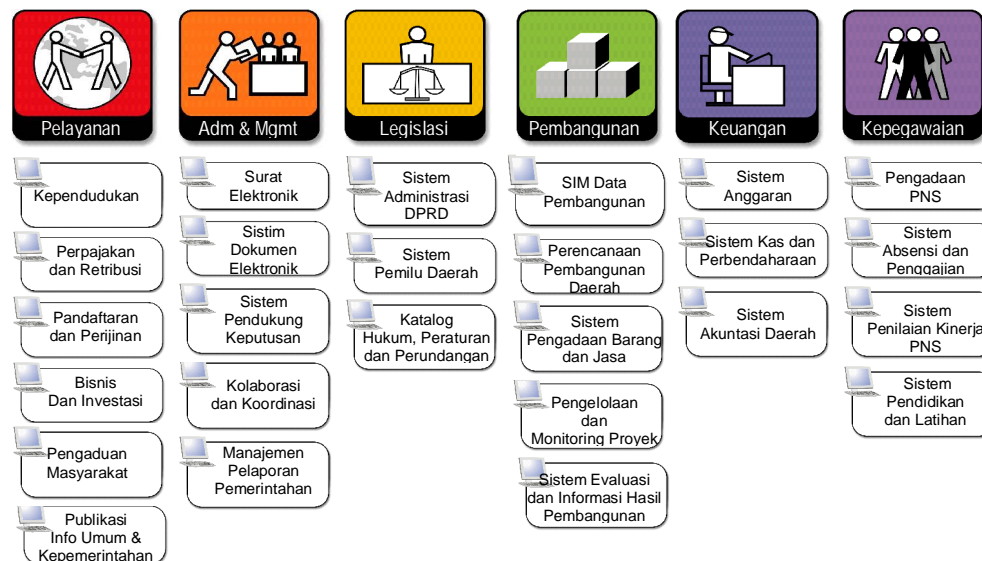 Pelayanan
Adm & Mgmt
Legislasi
Pembangunan
Keuangan
Kepegawaian
Kependudukan
Perpajakan
dan Retribusi
Pandaftaran
dan Perijinan
Bisnis
Dan Investasi
Pengaduan
Masyarakat
Publikasi
Info Umum &
Kepemerintahan
Surat
Elektronik
Sistim
Dokumen
Elektronik
Sistem
Pendukung
Keputusan
Kolaborasi
dan Koordinasi
Manajemen
Pelaporan
Pemerintahan
Sistem
Administrasi
DPRD
Sistem
Pemilu Daerah
Katalog
Hukum, Peraturan
dan Perundangan
SIM Data
Pembangunan
Perencanaan
Pembangunan
Daerah
Sistem
Pengadaan Barang
dan Jasa
Pengelolaan
dan
Monitoring Proyek
Sistem Evaluasi
dan Informasi Hasil
Pembangunan
Sistem
Anggaran
Sistem Kas dan
Perbendaharaan
Sistem
Akuntasi Daerah
Pengadaan
PNS
Sistem
Absensi dan
Penggajian
Sistem
Penilaian Kinerja
PNS
Sistem
Pendidikan
dan Latihan